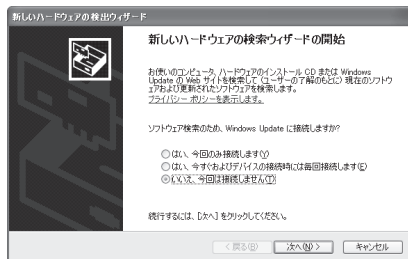 新しいハードウェアの検出ウィザード
新しいハードウェアの検索ウィザードの開始
お使いのコンピュータ、ハードウェアのインストール CD または Windows
Update の Web サイトを検索して (ユーザーの了解のもとに) 現在のソフトウ
ェアおよび更新されたソフトウェアを検索します。
プライバシー ポリシーを表示します。
ソフトウェア検索のため、Windows Update に接続しますか?
はい、今回のみ接続します(Y)
はい、今すぐおよびデバイスの接続時には毎回接続します(E)
いいえ、今回は接続しません(T)
続行するには、[次へ] をクリックしてください。
< 戻る(B)
次へ(N) >
キャンセル